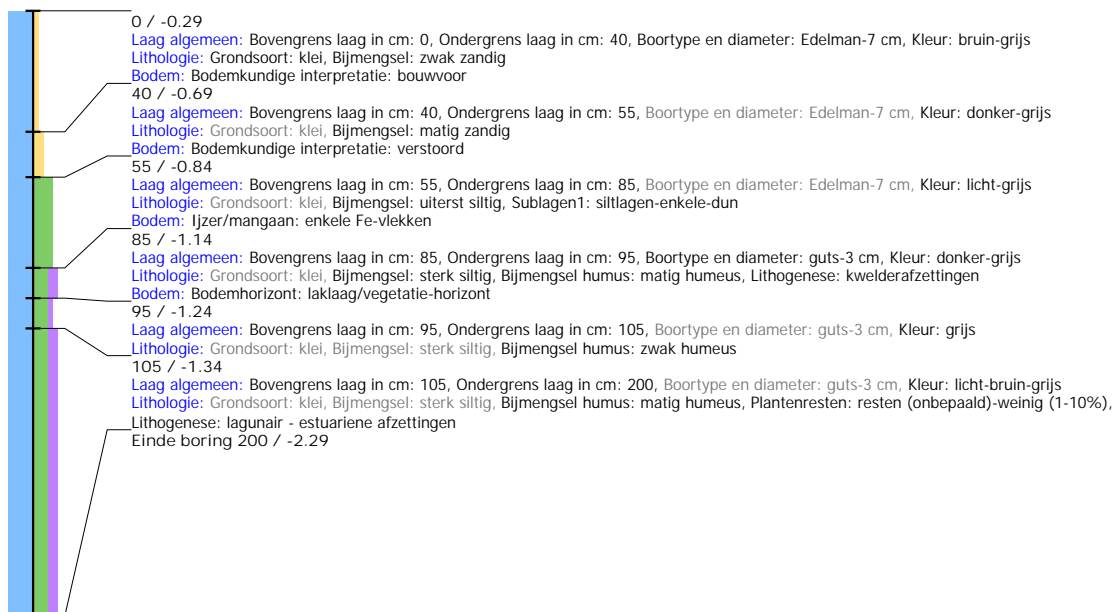 0 / -0.29
Laag algemeen: Bovengrens laag in cm: 0, Ondergrens laag in cm: 40, Boortype en diameter: Edelman-7 cm, Kleur: bruin-grijs
Lithologie: Grondsoort: klei, Bijmengsel: zwak zandig
Bodem: Bodemkundige interpretatie: bouwvoor
40 / -0.69
Laag algemeen: Bovengrens laag in cm: 40, Ondergrens laag in cm: 55, Boortype en diameter: Edelman-7 cm, Kleur: donker-grijs
Lithologie: Grondsoort: klei, Bijmengsel: matig zandig
Bodem: Bodemkundige interpretatie: verstoord
55 / -0.84
Laag algemeen: Bovengrens laag in cm: 55, Ondergrens laag in cm: 85, Boortype en diameter: Edelman-7 cm, Kleur: licht-grijs
Lithologie: Grondsoort: klei, Bijmengsel: uiterst siltig, Sublagen1: siltlagen-enkele-dun
Bodem: Ijzer/mangaan: enkele Fe-vlekken
85 / -1.14
Laag algemeen: Bovengrens laag in cm: 85, Ondergrens laag in cm: 95, Boortype en diameter: guts-3 cm, Kleur: donker-grijs
Lithologie: Grondsoort: klei, Bijmengsel: sterk siltig, Bijmengsel humus: matig humeus, Lithogenese: kwelderafzettingen
Bodem: Bodemhorizont: laklaag/vegetatie-horizont
95 / -1.24
Laag algemeen: Bovengrens laag in cm: 95, Ondergrens laag in cm: 105, Boortype en diameter: guts-3 cm, Kleur: grijs
Lithologie: Grondsoort: klei, Bijmengsel: sterk siltig, Bijmengsel humus: zwak humeus
105 / -1.34
Laag algemeen: Bovengrens laag in cm: 105, Ondergrens laag in cm: 200, Boortype en diameter: guts-3 cm, Kleur: licht-bruin-grijs
Lithologie: Grondsoort: klei, Bijmengsel: sterk siltig, Bijmengsel humus: matig humeus, Plantenresten: resten (onbepaald)-weinig (1-10%),
Lithogenese: lagunair - estuariene afzettingen
Einde boring 200 / -2.29